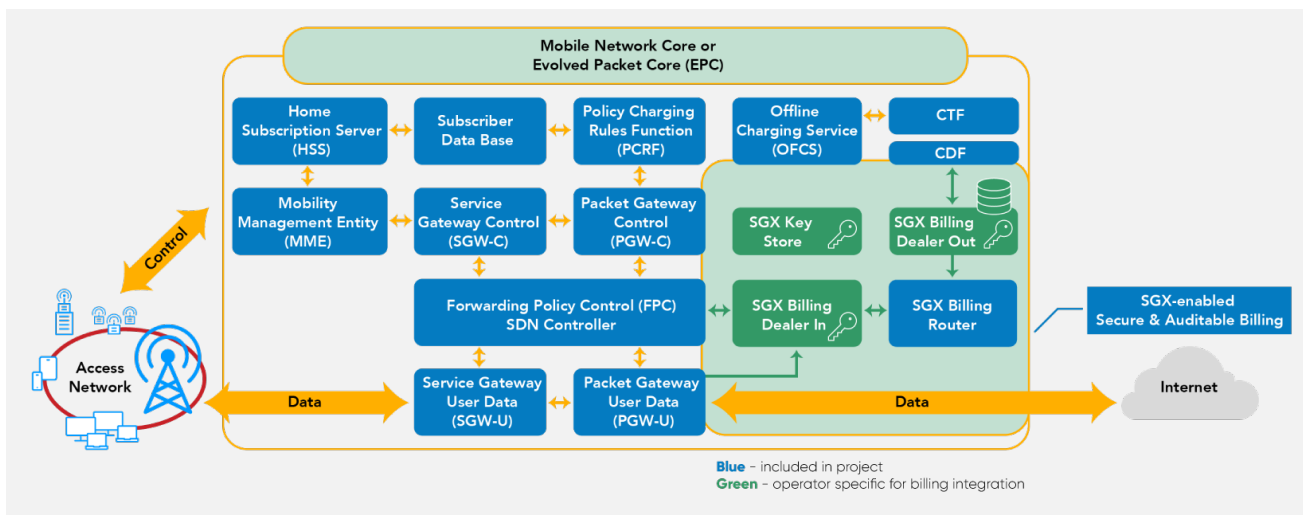 Mobile Network Core or
Evolved Packet Core (EPC)
Home
Subscription Server
(HSS)
Subscriber
Data Base
Policy Charging
Rules Function
(PCRF)
Offline
Charging Service
(OFCS)
CTF
CDF
Mobility
Management Entity
(MME)
Service
Gateway Control
(SGW-C)
Packet Gateway
Control
(PGW-C)
SGX Key
Store
SGX Billing
Dealer Out
Control
Forwarding Policy Control (FPC)
SDN Controller
SGX Billing
Dealer In
SGX Billing
Router
SGX-enabled
Secure & Auditable Billing
Access
Network
Data
Service Gateway
User Data
(SGW-U)
Packet Gateway
User Data
(PGW-U)
Data
Internet
Blue - included in project
Green - operator specific for billing integration